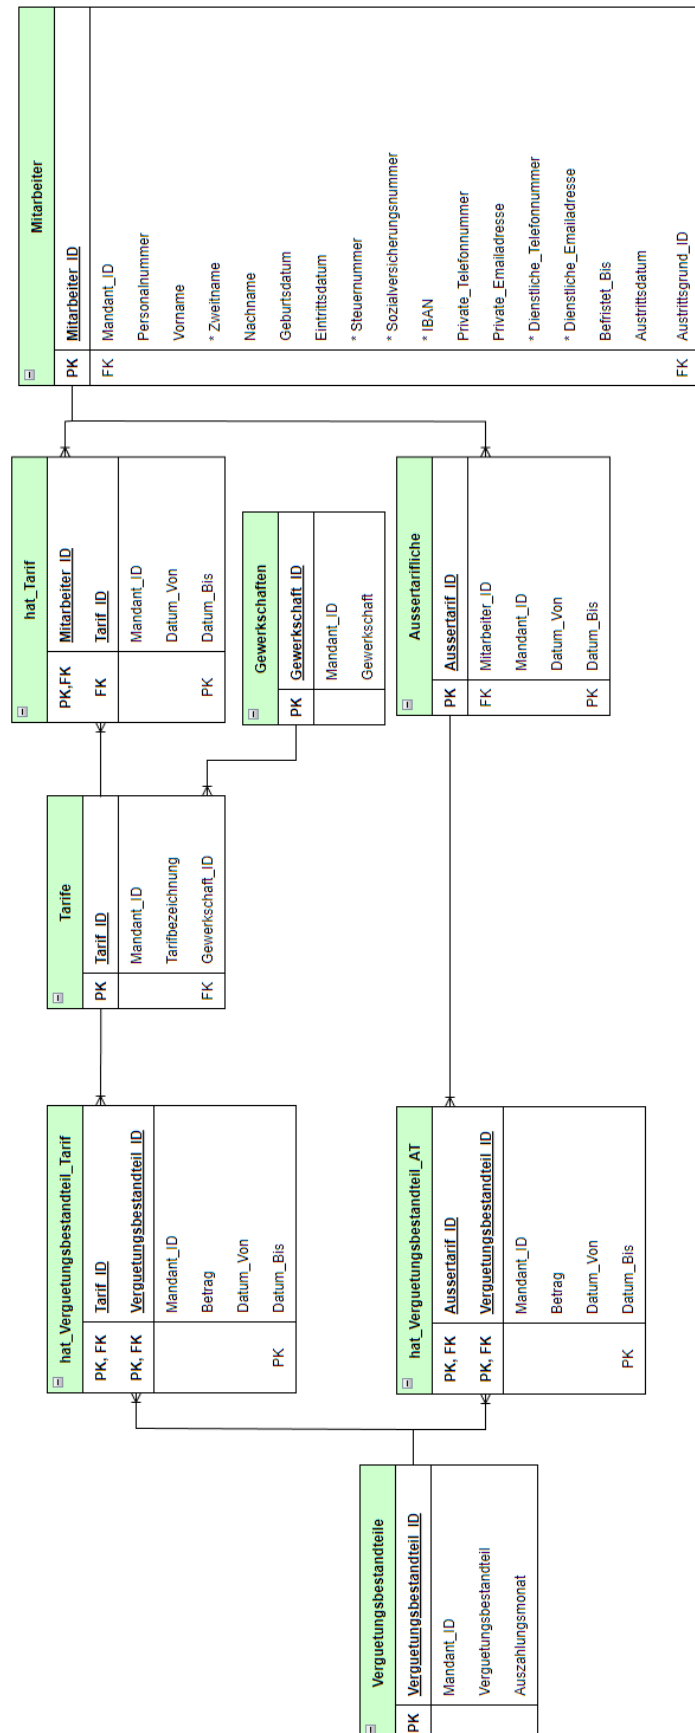 Verguetungsbestandteile
PK Verguetungsbestandteil_ID
Mandant_ID
Verguetungsbestandteil
Auszahlungsmonat
hat_Verguetungsbestandteil_Tarif
PK, FK Tarif_ID
PK, FK Verguetungsbestandteil_ID
Mandant_ID
Betrag
Datum_Von
PK Datum_Bis
hat_Verguetungsbestandteil_AT
PK, FK Aussertarif_ID
PK, FK Verguetungsbestandteil_ID
Mandant_ID
Betrag
Datum_Von
PK Datum_Bis
Tarife
PK Tarif_ID
Mandant_ID
Tarifbezeichnung
FK Gewerkschaft_ID
hat_Tarif
PK,FK Mitarbeiter_ID
FK Tarif_ID
Mandant_ID
Datum_Von
PK Datum_Bis
Gewerkschaften
PK Gewerkschaft_ID
Mandant_ID
Gewerkschaft
Aussertarifliche
PK Aussertarif_ID
FK Mitarbeiter_ID
Mandant_ID
Datum_Von
PK Datum_Bis
Mitarbeiter
PK Mitarbeiter_ID
FK Mandant_ID
Personalnummer
Vorname
* Zweitname
Nachname
Geburtsdatum
Eintrittsdatum
* Steuernummer
* Sozialversicherungsnummer
* IBAN
Private_Telefonnummer
Private_Emailadresse
* Dienstliche_Telefonnummer
* Dienstliche_Emailadresse
Befristet_Bis
Austrittsdatum
FK Austrittsgrund_ID